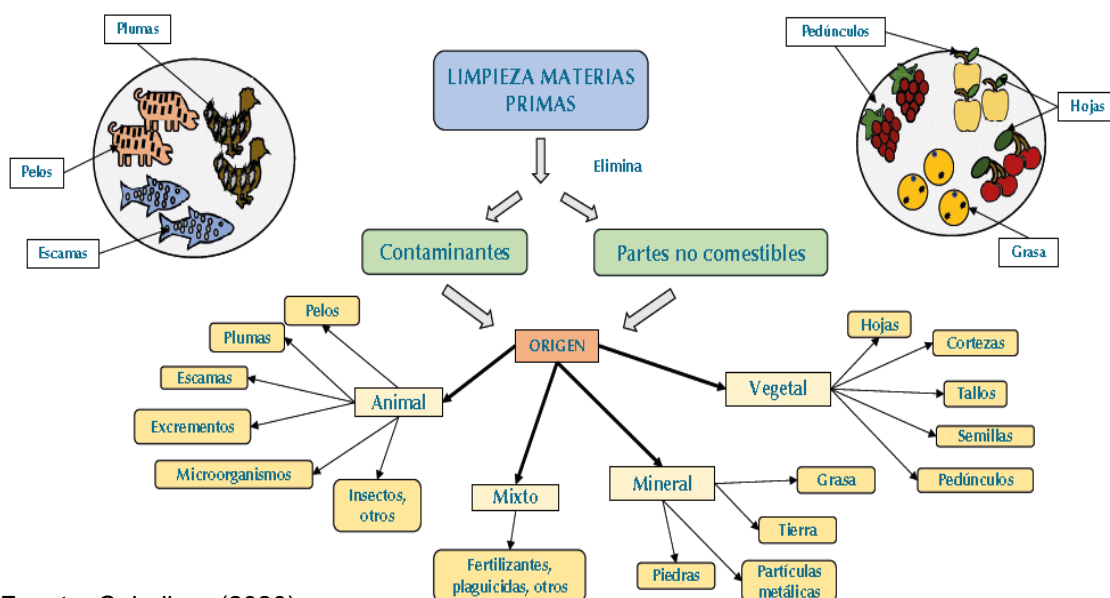 Plumas
Pelos
Escamas
LIMPIEZA MATERIAS
PRIMAS
Elimina
Pedúnculos
Hojas
Grasa
Contaminantes
Partes no comestibles
ORIGEN
Animal
Pelos
Plumas
Escamas
Excrementos
Microorganismos
Insectos,
otros
Mixto
Fertilizantes,
plaguicidas, otros
Mineral
Grasa
Tierra
Partículas
metálicas
Piedras
Vegetal
Hojas
Cortezas
Tallos
Semillas
Pedúnculos